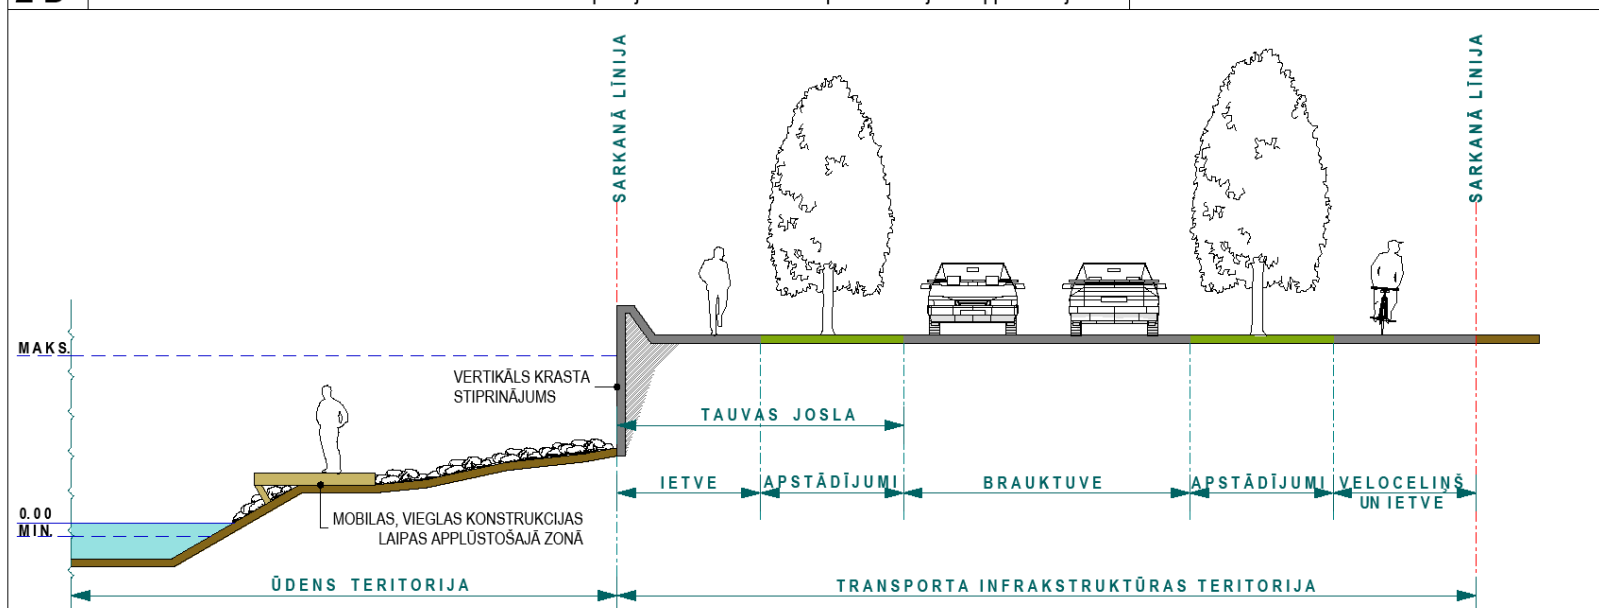 SARKANĀ LĪNIJA
SARKANĀ LĪNIJA
MAKS.
VERTIKĀLS KRASTA
STIPRINĀJUMS
TAUVAS JOSLA
IETVE
APSTĀDĪJUMI
BRAUKTUVE
APSTĀDĪJUMI
VELOCELIŅŠ
UN IETVE
0.00
MIN.
MOBILAS, VIEGLAS KONSTRUKCIJAS
LAIPAS APPLŪSTOŠAJĀ ZONĀ
ŪDENS TERITORIJA
TRANSPORTA INFRAKSTRUKTŪRAS TERITORIJA